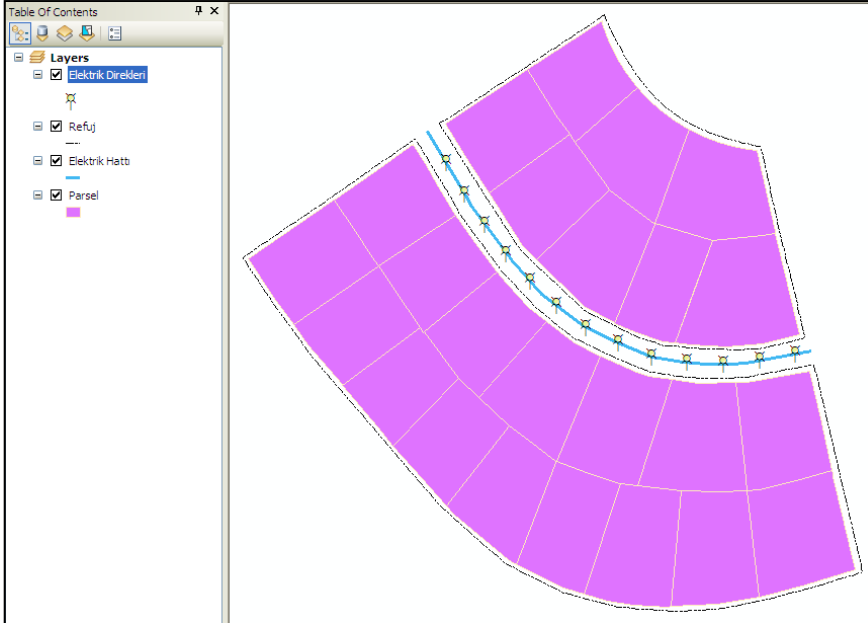 Table Of Contents
Layers
Elektrik Direkleri
Refuj
Elektrik Hattı
Parsel